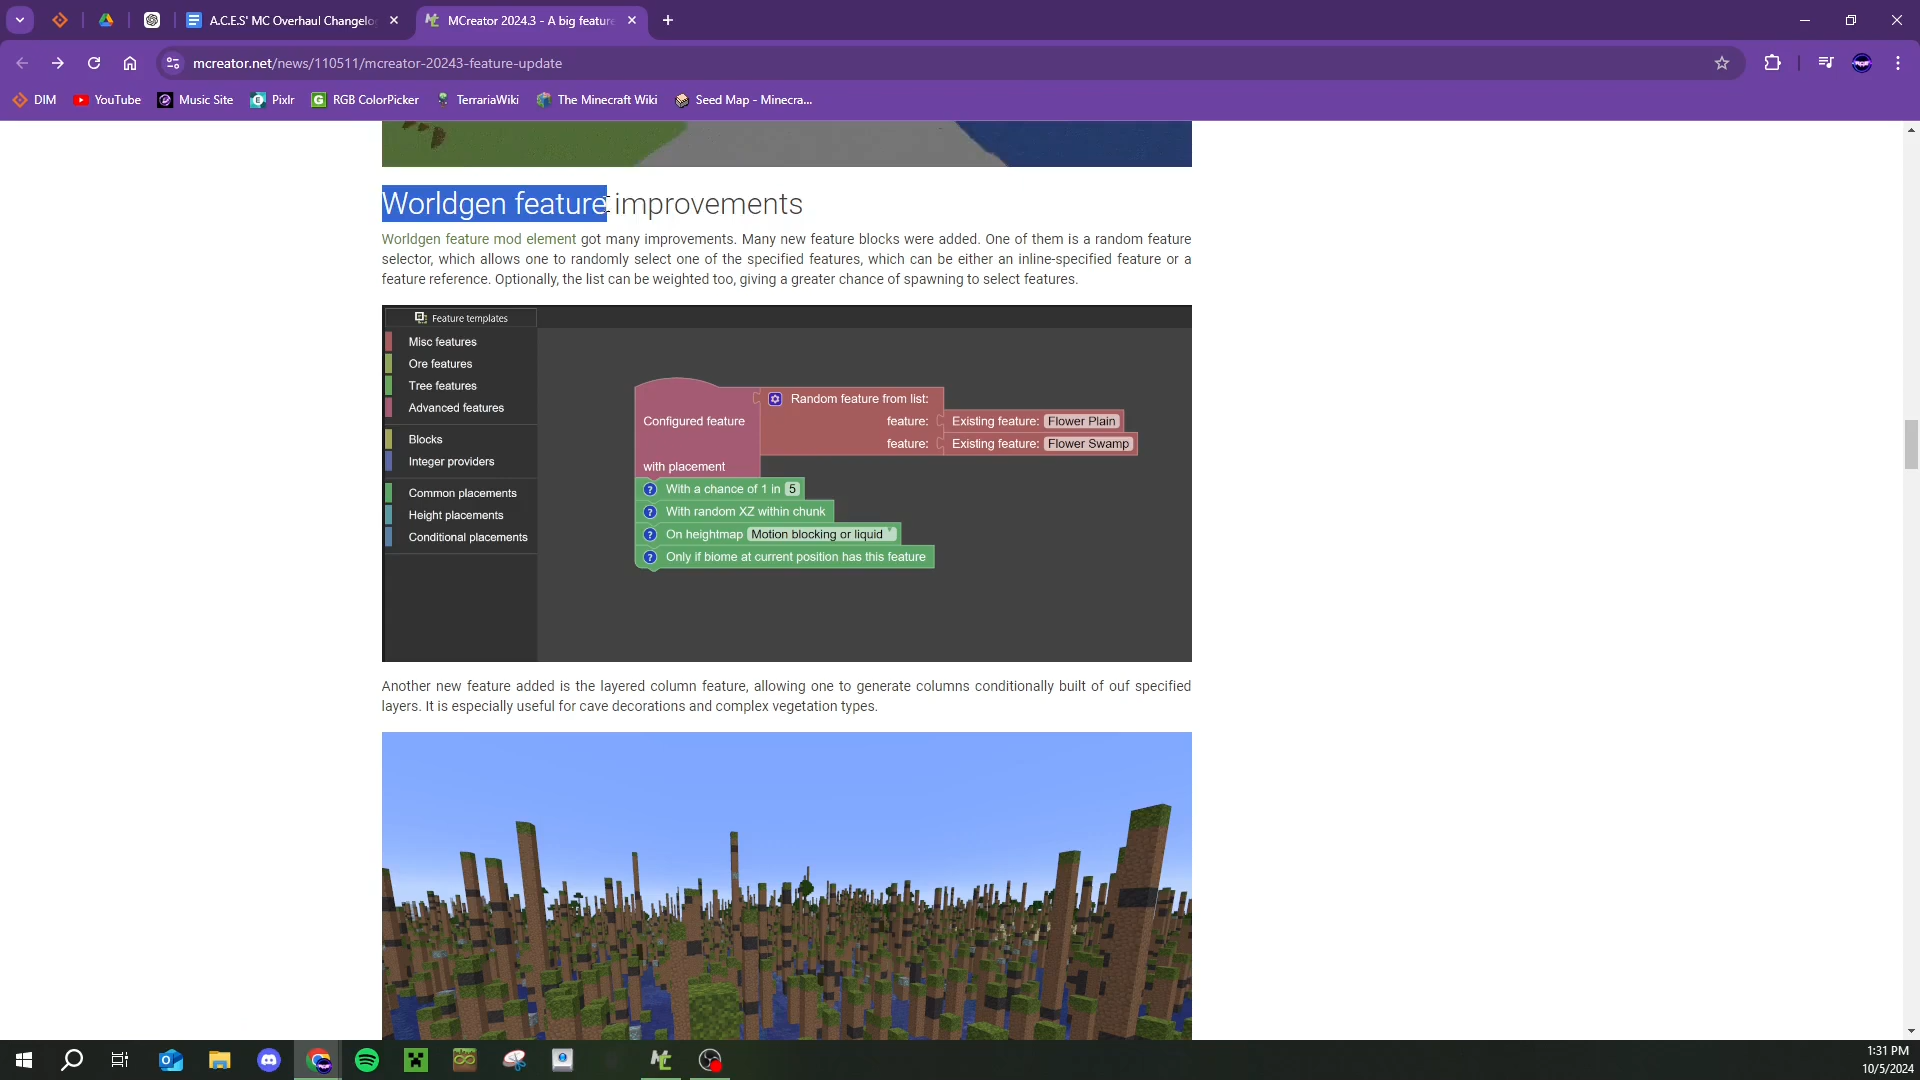 A.C.E.S' MC Overhaul Changelo
MCreator 2024.3 - A big feature
mcreator.net/news/110511/mcreator-20243-feature-update
DIM YouTube Music Site Pixlr RGB ColorPicker TerrariaWiki The Minecraft Wiki Seed Map - Minecra...
Worldgen feature improvements
Worldgen feature mod element got many improvements. Many new feature blocks were added. One of them is a random feature
selector, which allows one to randomly select one of the specified features, which can be either an inline-specified feature or a
feature reference. Optionally, the list can be weighted too, giving a greater chance of spawning to select features.
Feature templates
Misc features
Ore features
Tree features
Advanced features
Blocks
Integer providers
Common placements
Height placements
Conditional placements
Random feature from list:
Configured feature
feature: Existing feature: Flower Plain
feature: Existing feature: Flower Swamp
with placement
? With a chance of 1 in 5
? With random XZ within chunk
? On heightmap Motion blocking or liquid
? Only if biome at current position has this feature
Another new feature added is the layered column feature, allowing one to generate columns conditionally built of ouf specified
layers. It is especially useful for cave decorations and complex vegetation types.
1:31 PM
10/5/2024